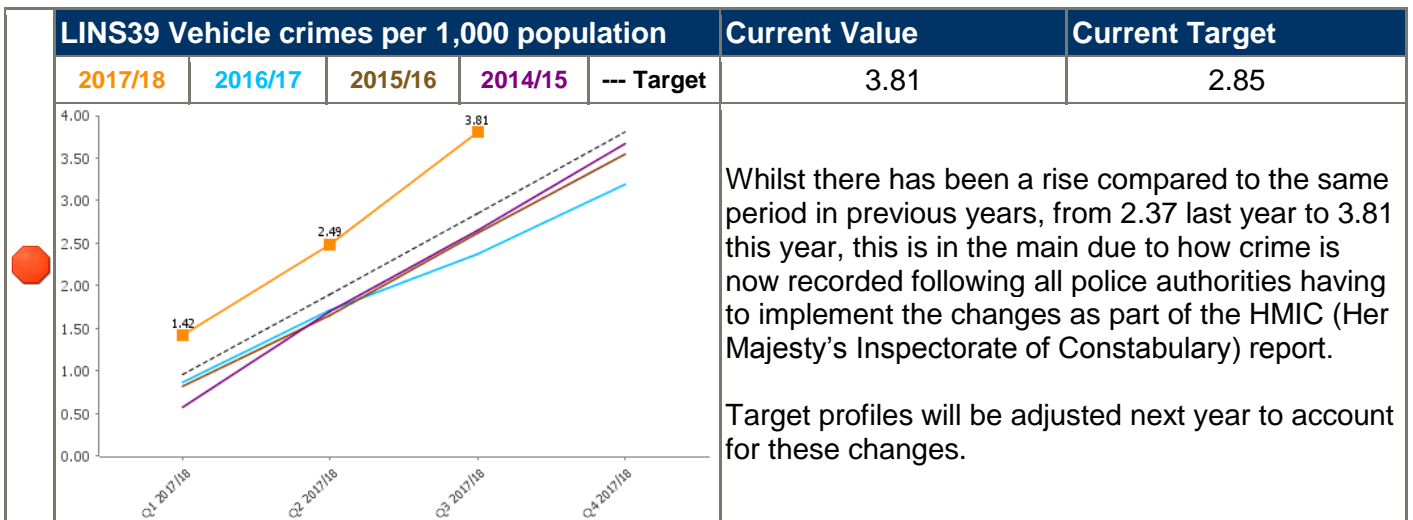 LINS39 Vehicle crimes per 1,000 population Current Value Current Target
2017/18 2016/17 2015/16 2014/15 --- Target 3.81 2.85
4.00
3.50
3.00
2.50
2.00
1.50
1.00
0.50
0.00
1.42
2.49
3.81
Q1 2017/18
Q2 2017/18
Q3 2017/18
Q4 2017/18
Whilst there has been a rise compared to the same
period in previous years, from 2.37 last year to 3.81
this year, this is in the main due to how crime is
now recorded following all police authorities having
to implement the changes as part of the HMIC (Her
Majesty's Inspectorate of Constabulary) report.
Target profiles will be adjusted next year to account
for these changes.